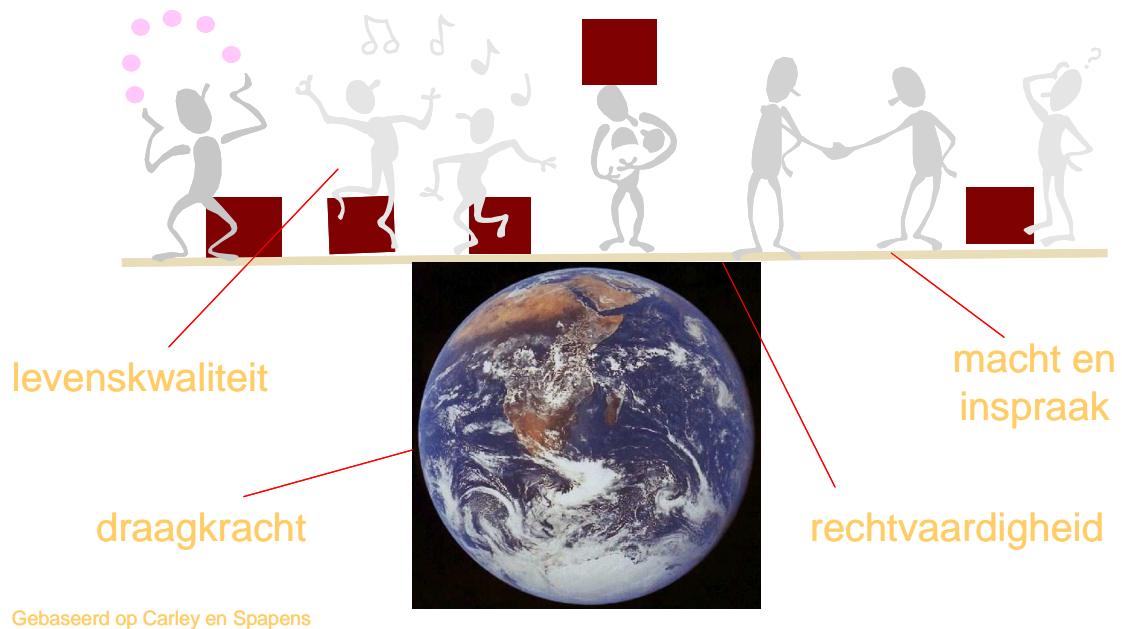 ?
levenskwaliteit
macht en
inspraak
draagkracht
rechtvaardigheid
Gebaseerd op Carley en Spapens